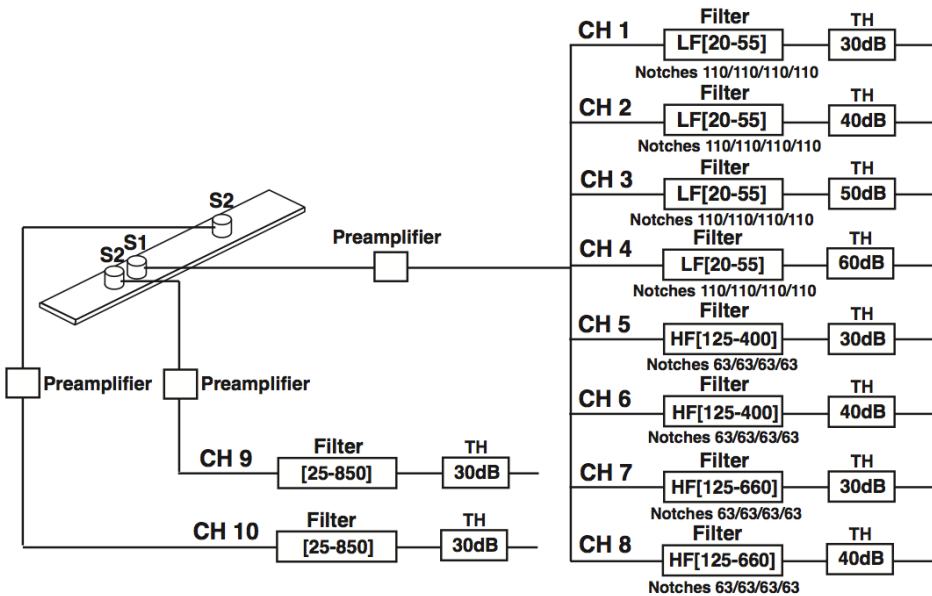 Filter
TH
CH 1
LF[20-55]
30dB
Notches 110/110/110/110
Filter
TH
CH 2
LF[20-55]
40dB
Notches 110/110/110/110
Filter
TH
CH 3
LF[20-55]
50dB
Notches 110/110/110/110
Filter
TH
CH 4
LF[20-55]
60dB
Notches 110/110/110/110
Filter
TH
CH 5
HF[125-400]
30dB
Notches 63/63/63/63
Filter
TH
CH 6
HF[125-400]
40dB
Notches 63/63/63/63
Filter
TH
CH 7
HF[125-660]
30dB
Notches 63/63/63/63
Filter
TH
CH 8
HF[125-660]
40dB
Notches 63/63/63/63
S2
S1
S2
Preamplifier
Preamplifier
Preamplifier
Filter
TH
CH 9
[25-850]
30dB
Filter
TH
CH 10
[25-850]
30dB